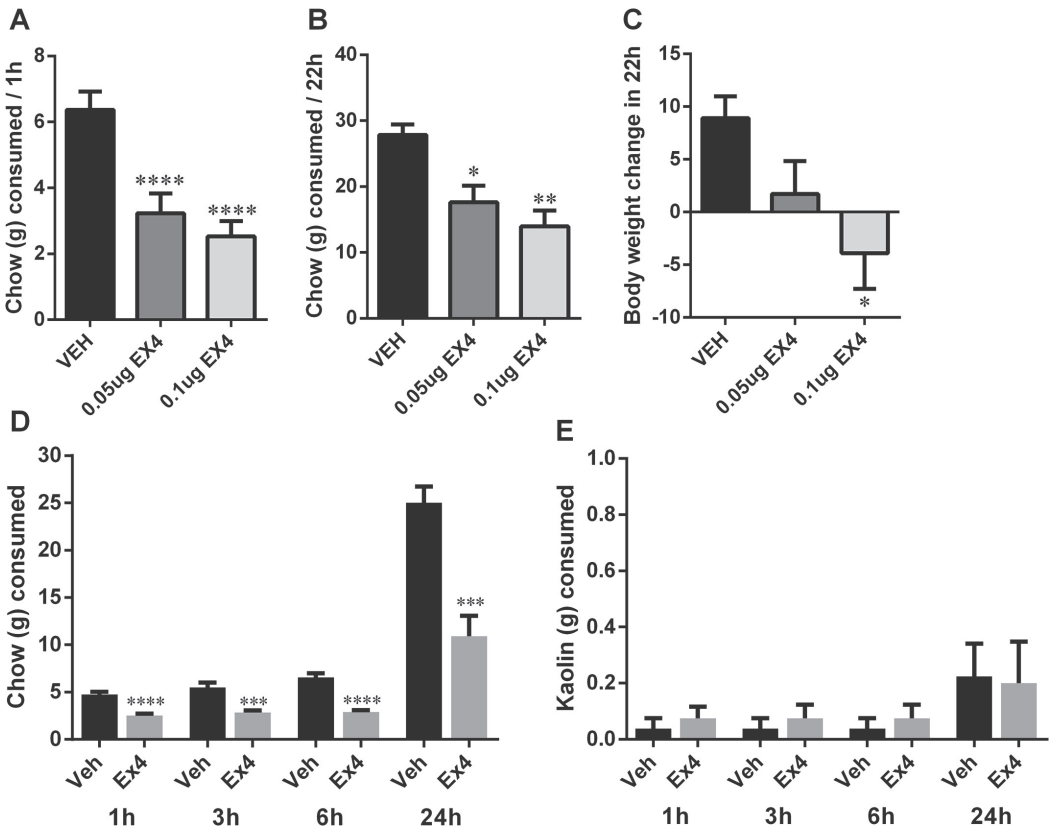 A
Chow (g) consumed / 1h
8
6
4
2
0
****
****
VEH
0.05ug EX4
0.1ug EX4
B
Chow (g) consumed / 22h
40
30
20
10
0
*
**
VEH
0.05ug EX4
0.1ug EX4
C
Body weight change in 22h
15
10
5
0
-5
-10
*
VEH
0.05ug EX4
0.1ug EX4
D
Chow (g) consumed
30
25
20
15
10
5
0
****
***
****
***
Veh Ex4 Veh Ex4 Veh Ex4 Veh Ex4
1h 3h 6h 24h
E
Kaolin (g) consumed
1.0
0.8
0.6
0.4
0.2
0.0
Veh Ex4 Veh Ex4 Veh Ex4 Veh Ex4
1h 3h 6h 24h